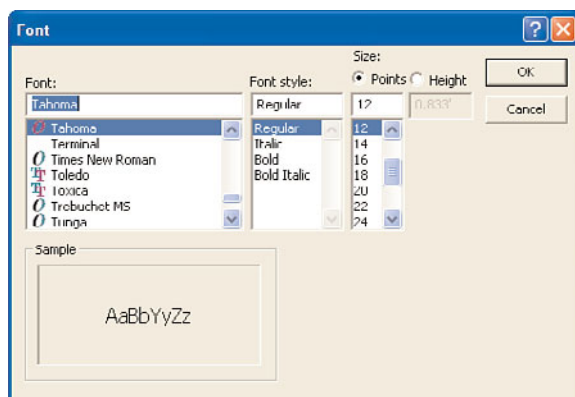 Font
Size:
Font:
Font style:
Points
Height
OK
Tahoma
Regular
12
0.833'
Cancel
Tahoma
Terminal
Times New Roman
Toledo
Toxica
Trebuchet MS
Tunga
Regular
Italic
Bold
Bold Italic
12
14
16
18
20
22
24
Sample
AaBbYyZz